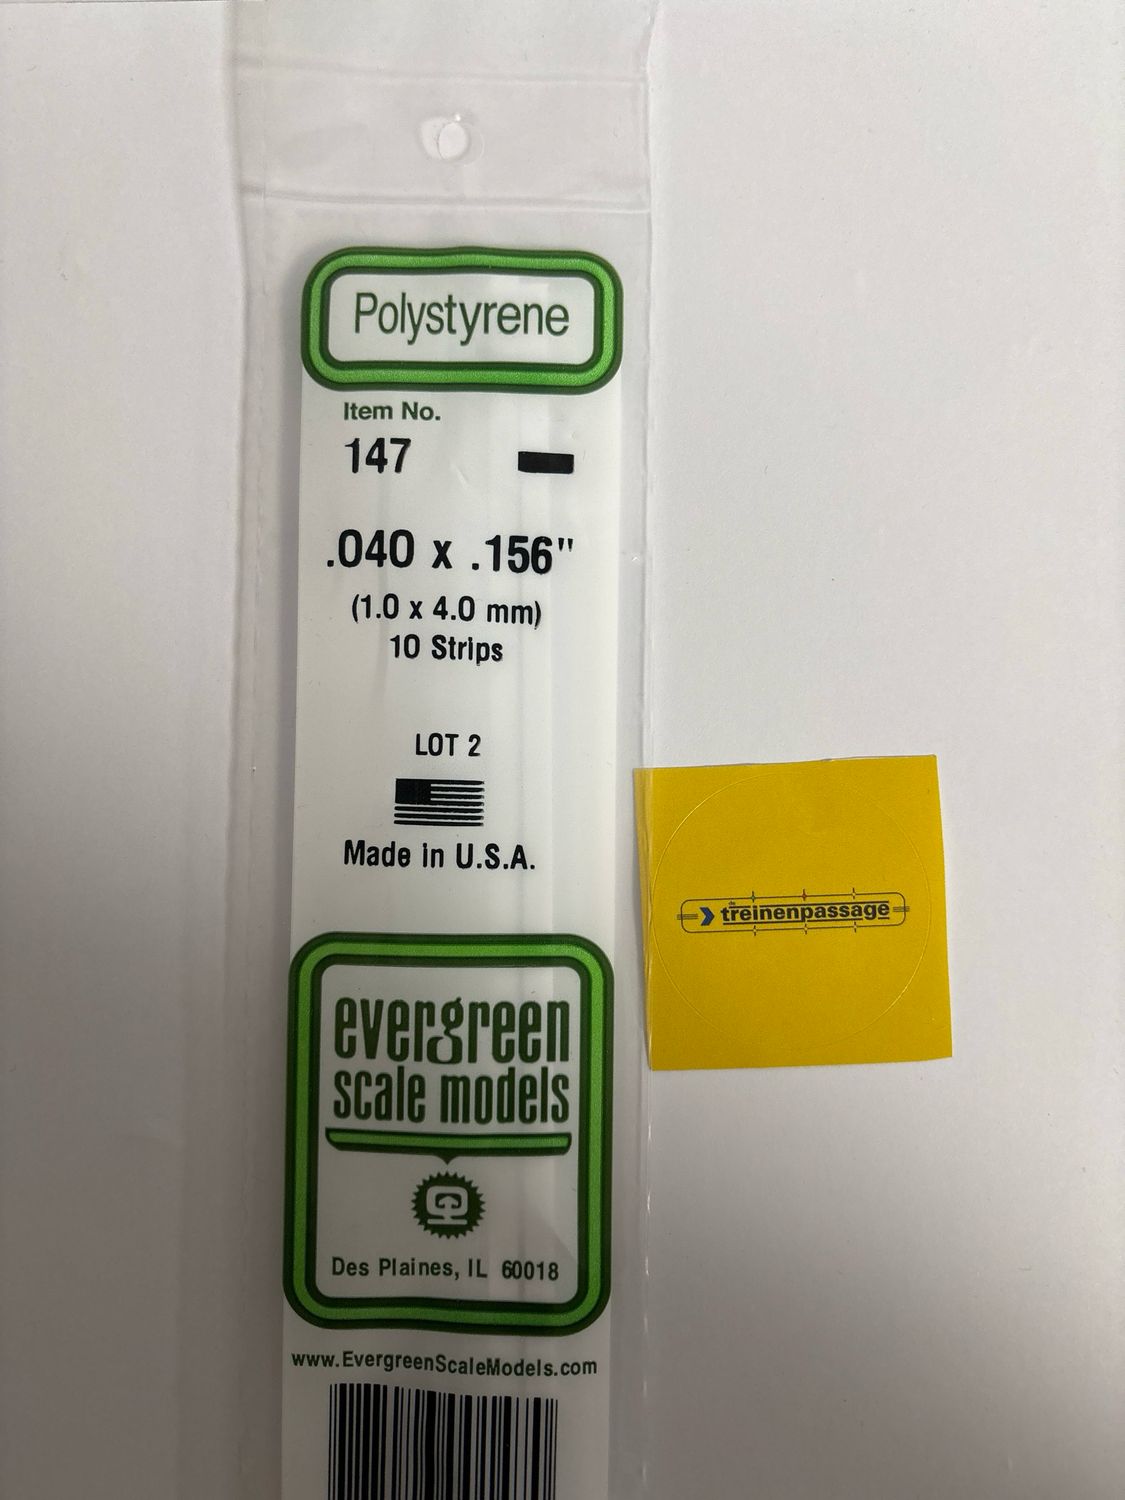 Polystyrene
Item No.
147
.040 x .156"
(1.0 x 4.0 mm)
10 Strips
LOT 2
Made in U.S.A.
de
treinenpassage
evergreen
scale models
Des Plaines, IL 60018
www.EvergreenScaleModels.com